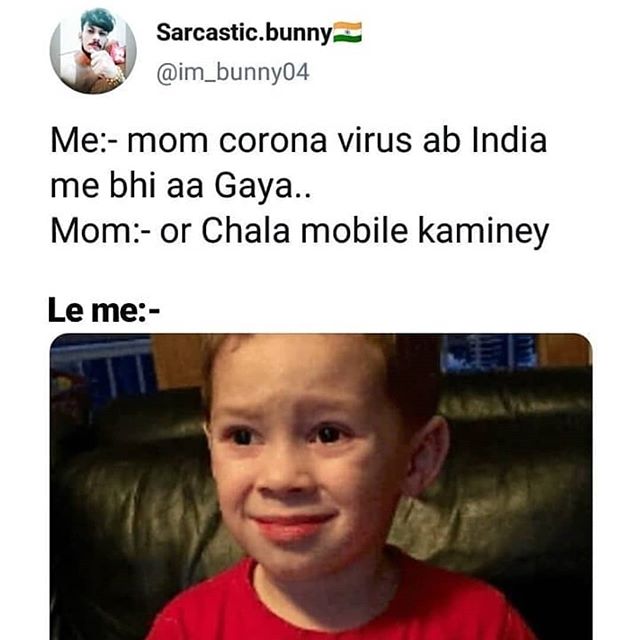 Sarcastic.bunny🇮🇳
@im_bunny04
Me:- mom corona virus ab India
me bhi aa Gaya..
Mom:- or Chala mobile kaminey
Le me:-